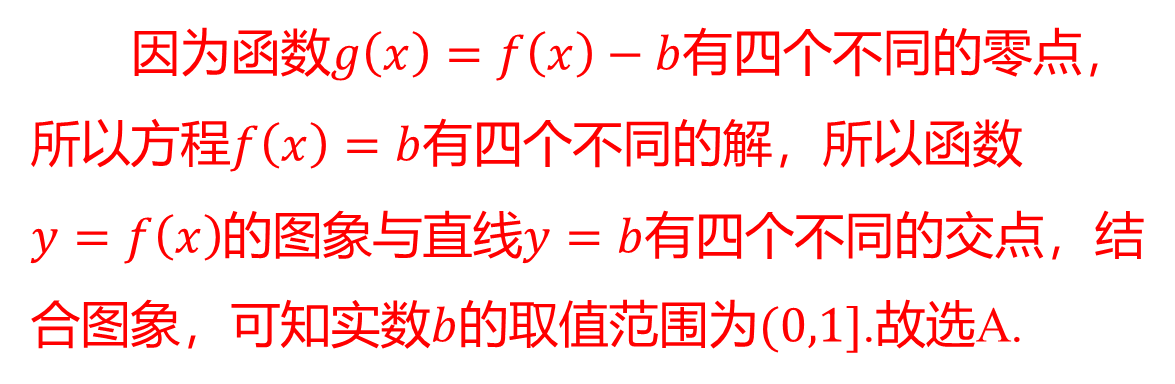 因为函数g(x) = f(x) − b有四个不同的零点，
所以方程f(x) = b有四个不同的解，所以函数
y = f(x)的图象与直线y = b有四个不同的交点，结
合图象，可知实数b的取值范围为(0,1].故选A.